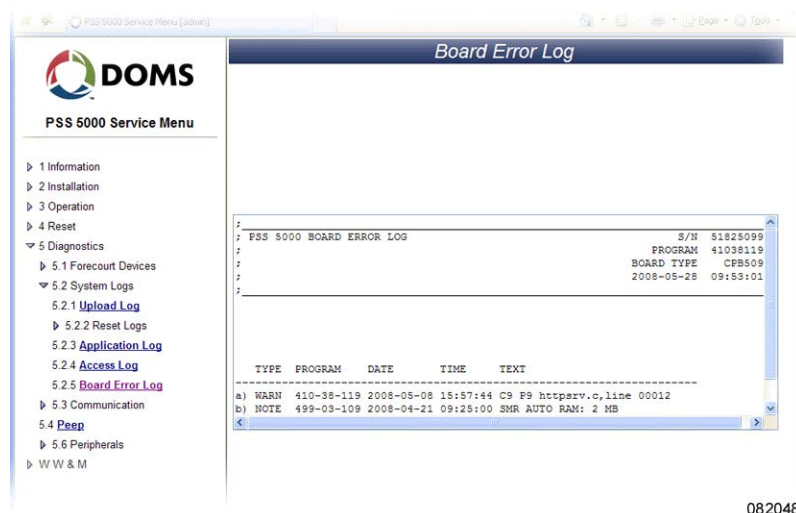 PSS 5000 Service Menu [admin]
Page
Tools
Board Error Log
DOMS
PSS 5000 Service Menu
1 Information
2 Installation
3 Operation
4 Reset
5 Diagnostics
5.1 Forecourt Devices
5.2 System Logs
5.2.1 Upload Log
5.2.2 Reset Logs
5.2.3 Application Log
5.2.4 Access Log
5.2.5 Board Error Log
5.3 Communication
5.4 Peep
5.6 Peripherals
W W & M
;
; PSS 5000 BOARD ERROR LOG S/N 51825099
; PROGRAM 41038119
; BOARD TYPE CPB509
; 2008-05-28 09:53:01
;
TYPE PROGRAM DATE TIME TEXT
--------------------------------------------------------------------
a) WARN 410-38-119 2008-05-08 15:57:44 C9 P9 httpsrv.c,line 00012
b) NOTE 499-03-109 2008-04-21 09:25:00 SMR AUTO RAM: 2 MB
082048